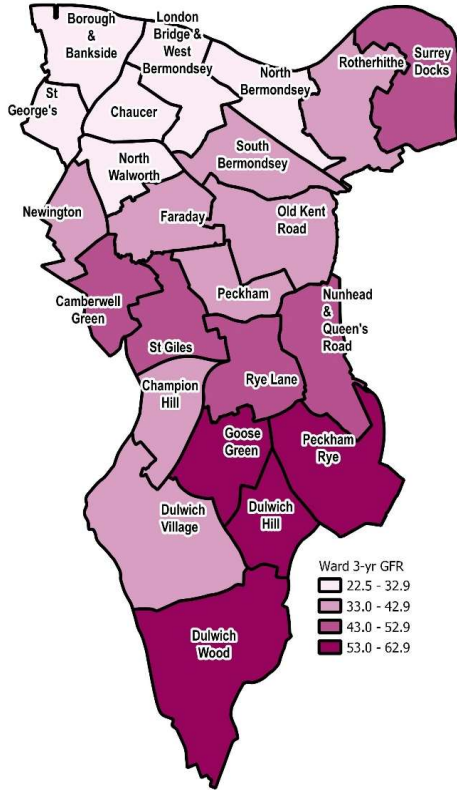 Borough
&
Bankside
London
Bridge &
West
Bermondsey
North
Bermondsey
Rotherhithe
Surrey
Docks
St
George's
Chaucer
North
Walworth
South
Bermondsey
Newington
Faraday
Old Kent
Road
Camberwell
Green
St Giles
Peckham
Nunhead
&
Queen's
Road
Champion
Hill
Rye Lane
Goose
Green
Peckham
Rye
Dulwich
Village
Dulwich
Hill
Dulwich
Wood
Ward 3-yr GFR
22.5 - 32.9
33.0 - 42.9
43.0 - 52.9
53.0 - 62.9